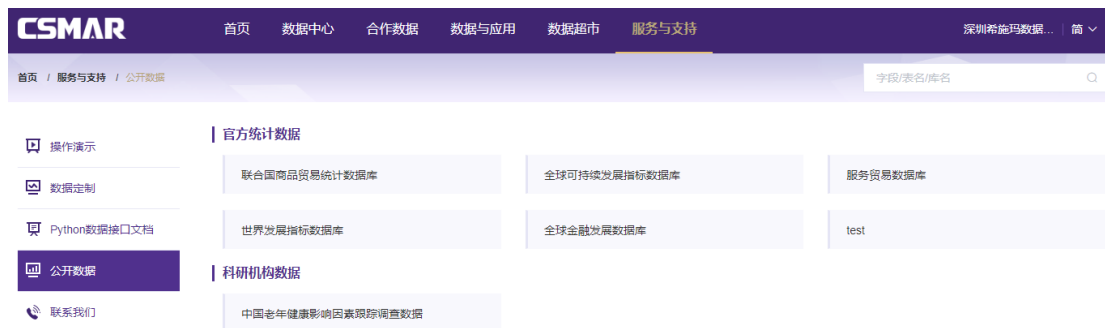 CSMAR 首页 数据中心 合作数据 数据与应用 数据超市 服务与支持 深圳希施玛数据... 简
首页 / 服务与支持 / 公开数据 字段/表名/库名
操作演示
数据定制
Python数据接口文档
公开数据
联系我们
官方统计数据
联合国商品贸易统计数据库 全球可持续发展指标数据库 服务贸易数据库
世界发展指标数据库 全球金融发展数据库 test
科研机构数据
中国老年健康影响因素跟踪调查数据